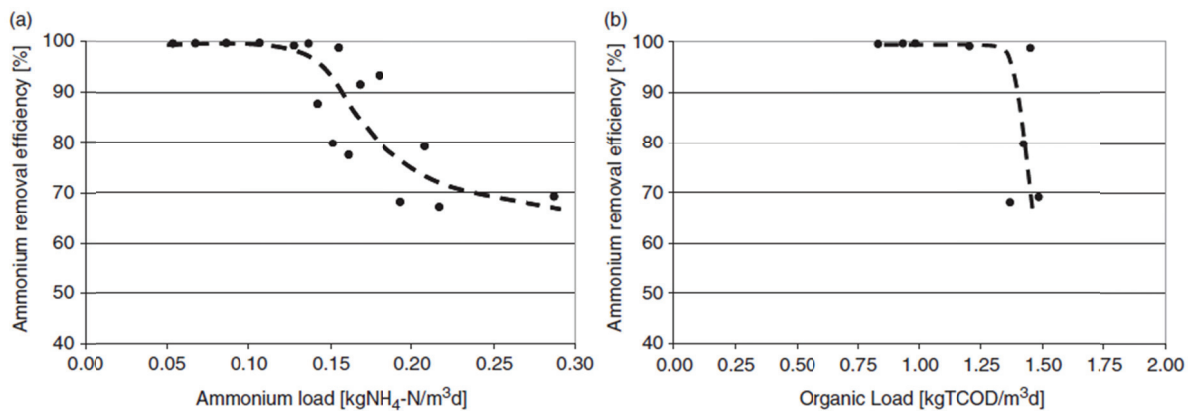 (a)
Ammonium removal efficiency [%]
100
90
80
70
60
50
40
0.00 0.05 0.10 0.15 0.20 0.25 0.30
Ammonium load [kgNH₄-N/m³d]
(b)
Ammonium removal efficiency [%]
100
90
80
70
60
50
40
0.00 0.25 0.50 0.75 1.00 1.25 1.50 1.75 2.00
Organic Load [kgTCOD/m³d]